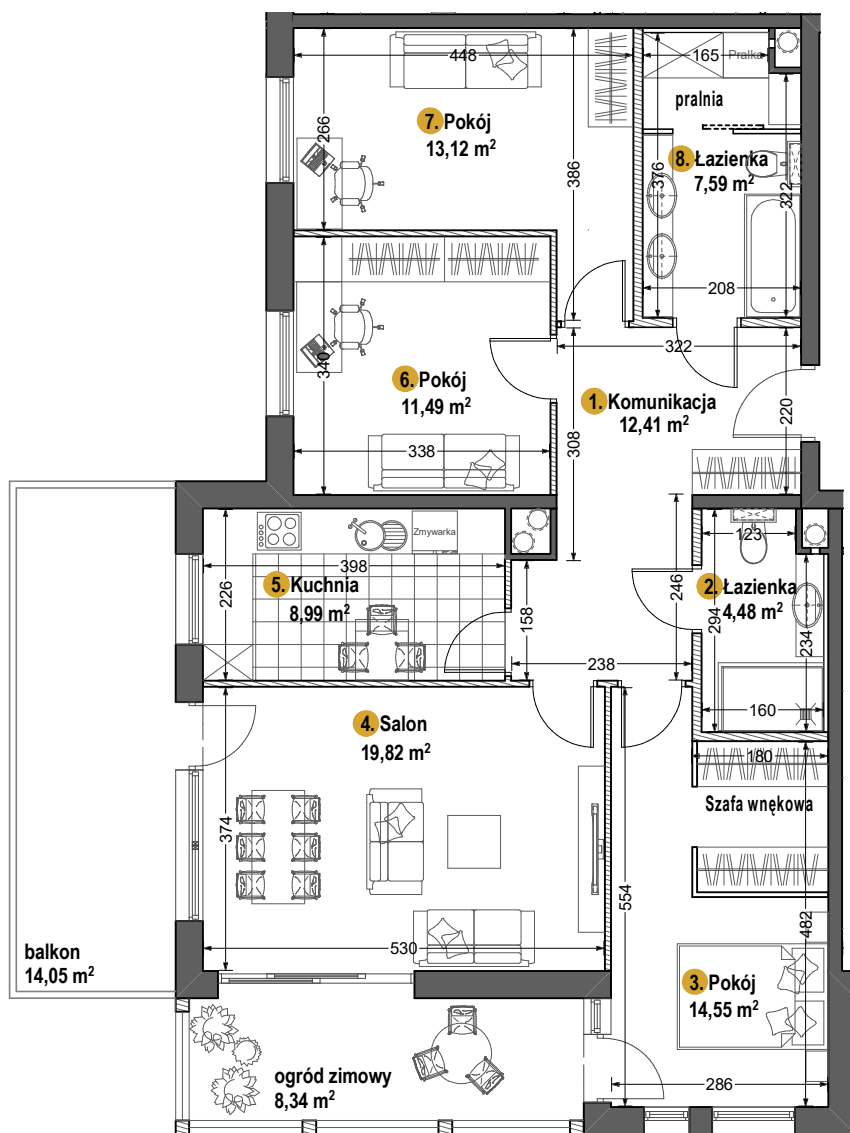 448
165
Pralka
pralnia
7. Pokój
13,12 m²
266
386
376
8. Łazienka
7,59 m²
322
208
322
340
6. Pokój
11,49 m²
1. Komunikacja
12,41 m²
220
338
308
Zmywarka
123
398
5. Kuchnia
8,99 m²
226
158
246
2. Łazienka
4,48 m²
294
234
238
160
4. Salon
19,82 m²
180
Szafa wnękowa
374
554
482
530
balkon
14,05 m²
3. Pokój
14,55 m²
ogród zimowy
8,34 m²
286